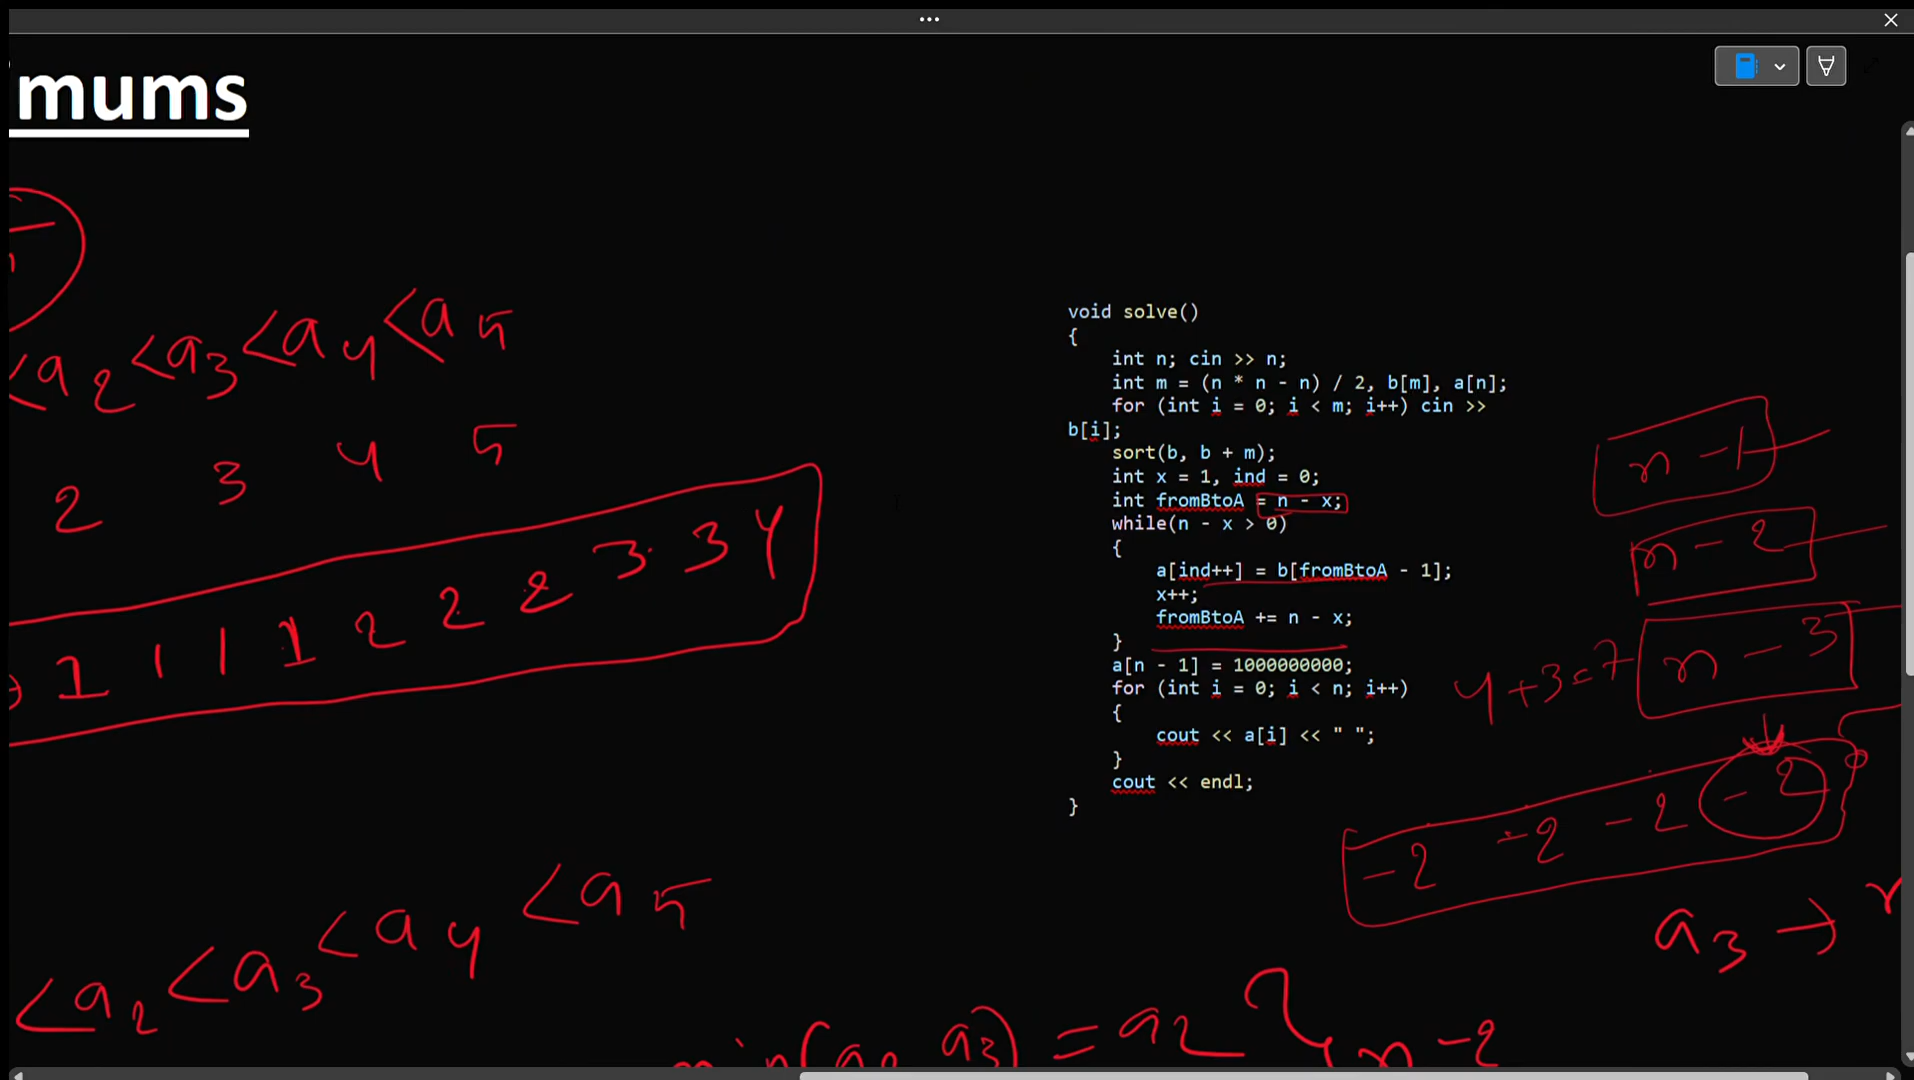 mums
<a2 <a3 <a4 <a5
2 3 4 5
1 1 1 1 2 2 2 3 3 4
void solve()
{
int n; cin >> n;
int m = (n * n - n) / 2, b[m], a[n];
for (int i = 0; i < m; i++) cin >>
b[i];
sort(b, b + m);
int x = 1, ind = 0;
int fromBtoA = n - x;
while(n - x > 0)
{
a[ind++] = b[fromBtoA - 1];
x++;
fromBtoA += n - x;
}
a[n - 1] = 1000000000;
for (int i = 0; i < n; i++)
{
cout << a[i] << " ";
}
cout << endl;
}
n - 1
n - 2
4+3=7 n - 3
-2 -2 -2 -2
a3 →
<a2 <a3 <a4 <a5
min(a2, a3) = a2 n-2